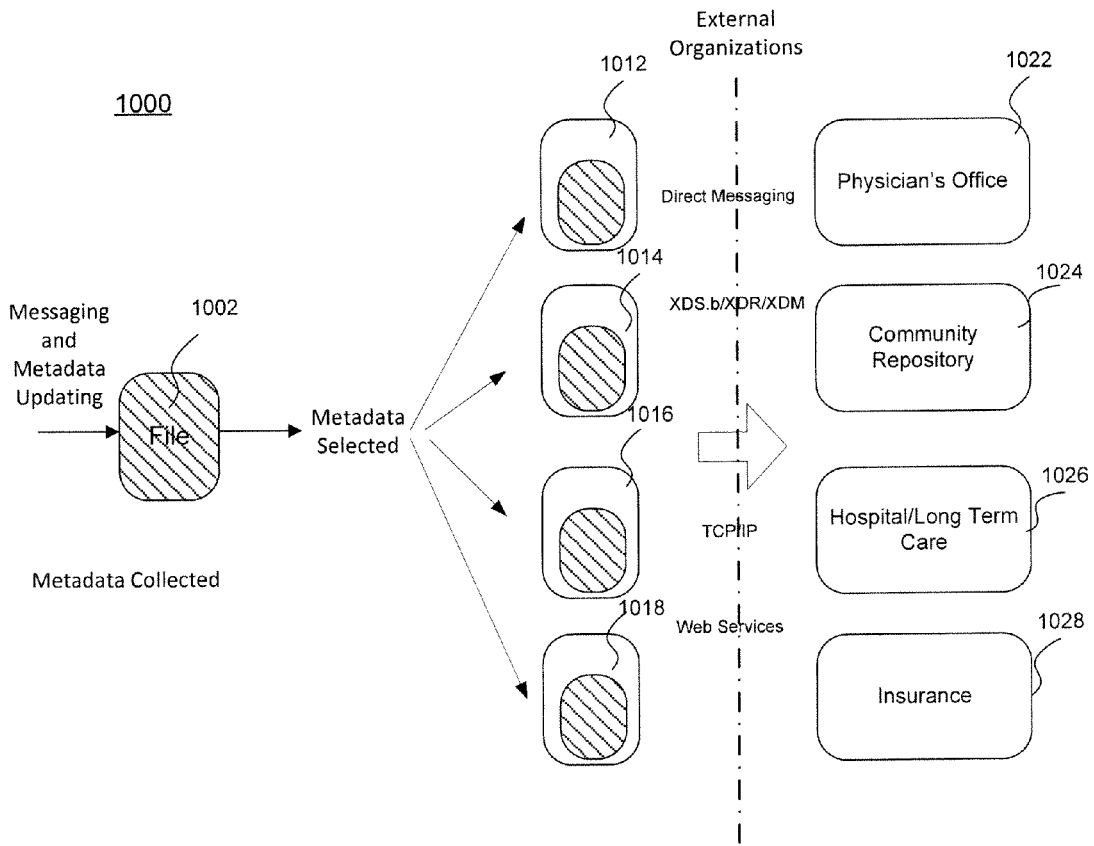 External
Organizations
1000
1012
1022
Physician's Office
Direct Messaging
1014
XDS.b/XDR/XDM
1024
Community
Repository
Messaging
and
Metadata
Updating
1002
File
Metadata
Selected
1016
1026
Hospital/Long Term
Care
TCP/IP
Metadata Collected
1018
Web Services
1028
Insurance